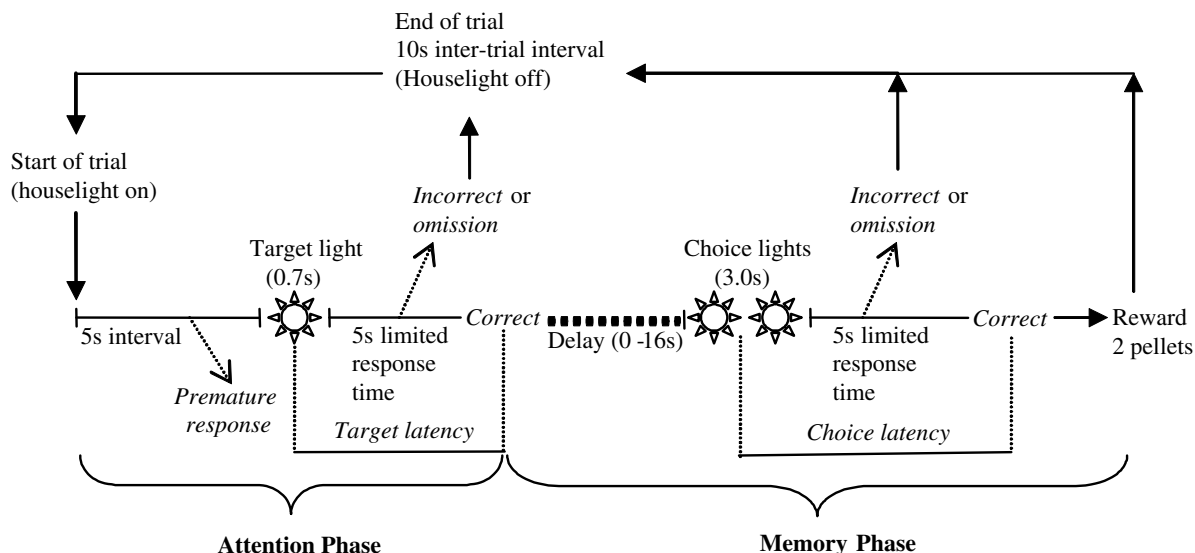 End of trial
10s inter-trial interval
(Houselight off)
Start of trial
(houselight on)
Incorrect or
omission
Incorrect or
omission
Target light
(0.7s)
Choice lights
(3.0s)
5s interval
Premature
response
5s limited
response
time
Correct
Delay (0 -16s)
5s limited
response
time
Correct
Reward
2 pellets
Target latency
Choice latency
Attention Phase
Memory Phase